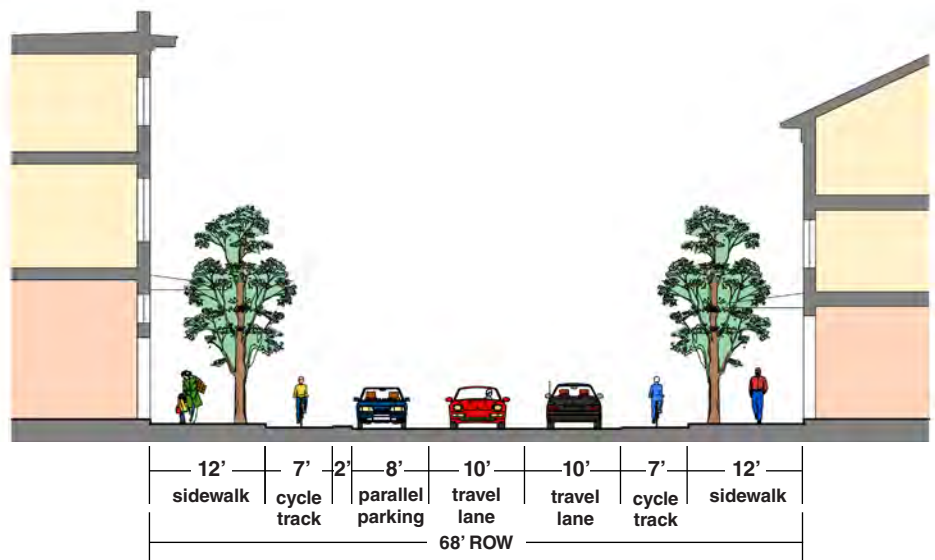 12’ 7’ 2’ 8’ 10’ 10’ 7’ 12’
sidewalk cycle track parallel parking travel lane travel lane cycle track sidewalk
68’ ROW